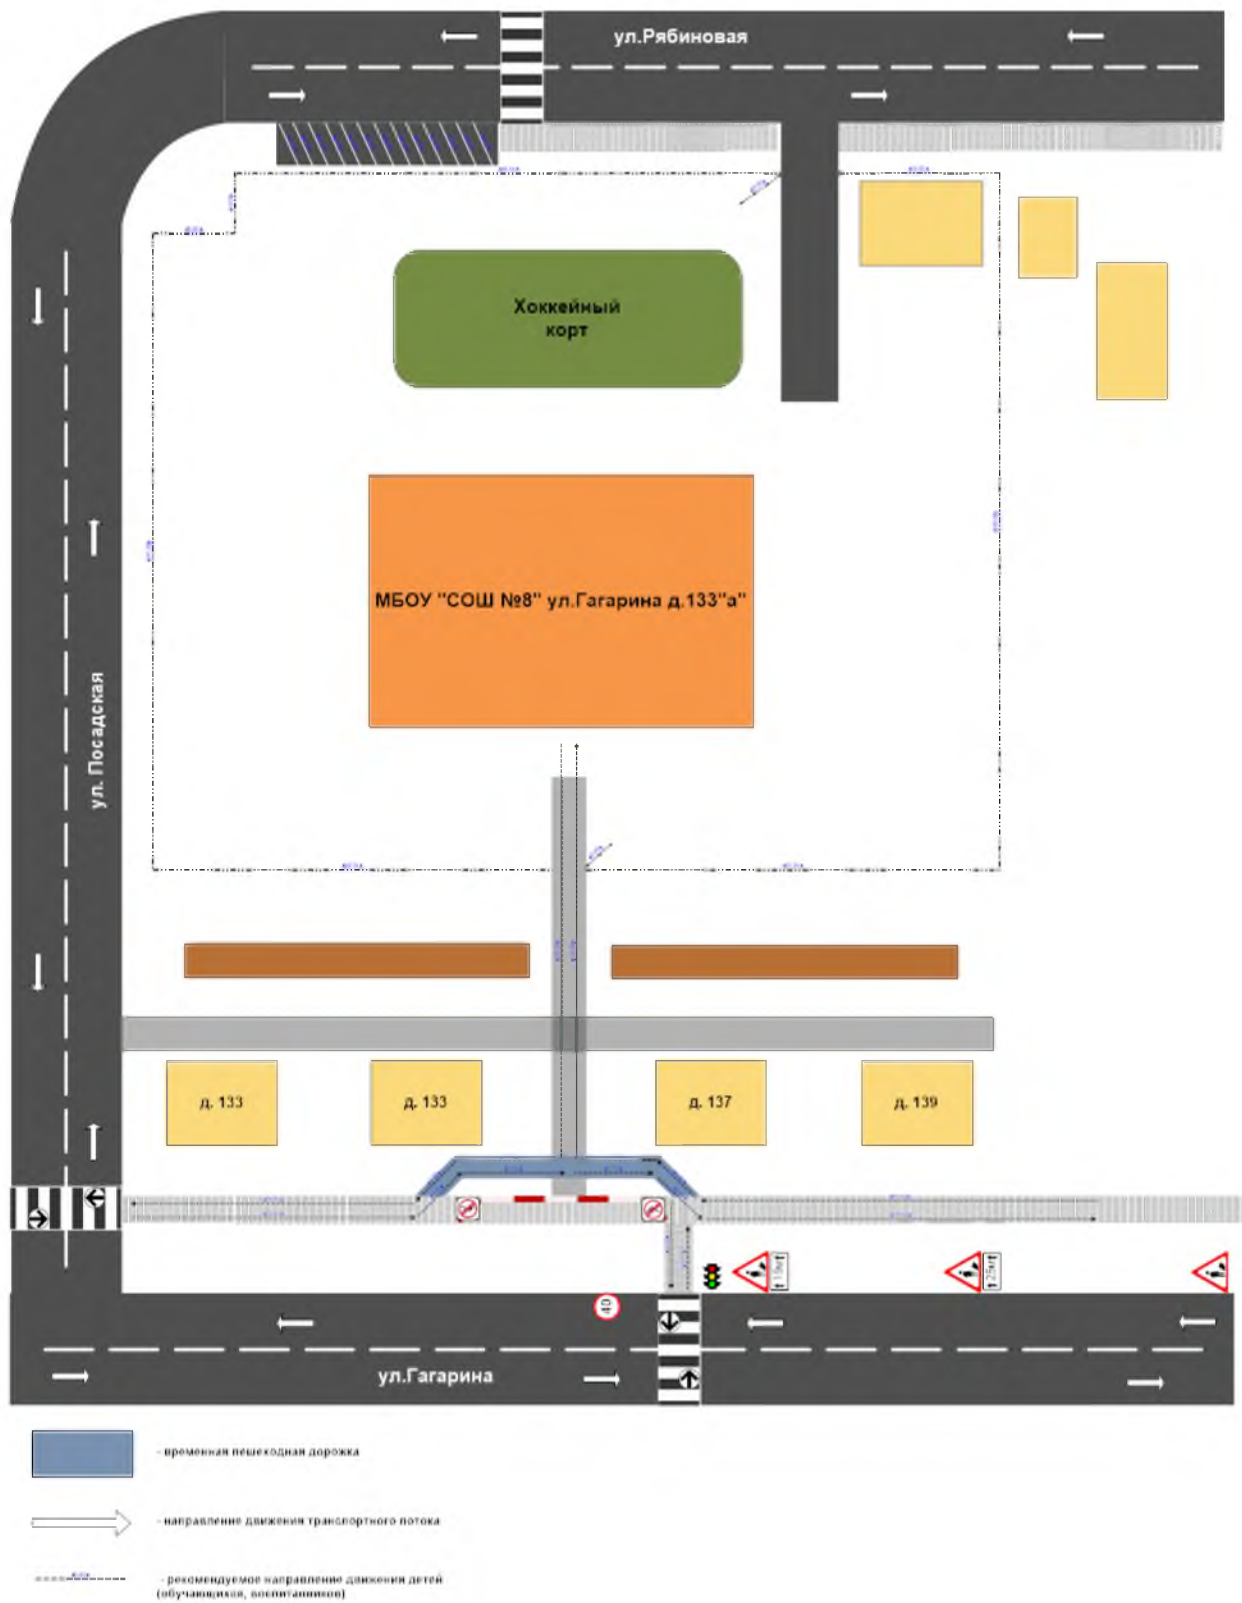 ул.Рябиновая
Хоккейный
корт
МБОУ "СОШ №8" ул.Гагарина д.133"а"
ул. Посадская
д. 133
д. 133
д. 137
д. 139
40
ул.Гагарина
- временная пешеходная дорожка
- направление движения транспортного потока
- рекомендуемое направление движения детей
(обучающихся, воспитанников)